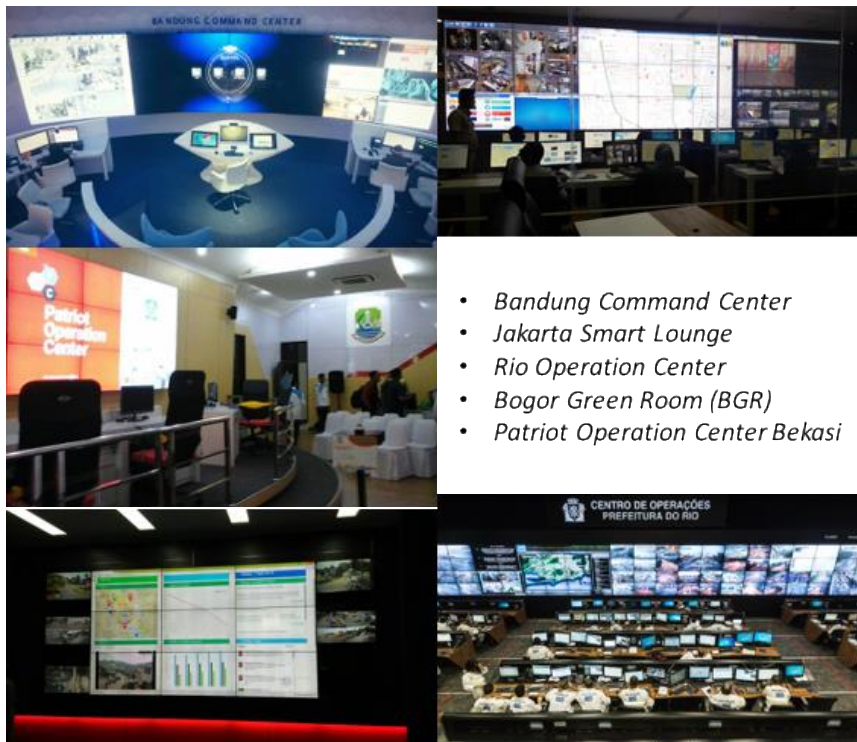 BANDUNG COMMAND CENTER
Patriot
Operation
Center
• Bandung Command Center
• Jakarta Smart Lounge
• Rio Operation Center
• Bogor Green Room (BGR)
• Patriot Operation Center Bekasi
CENTRO DE OPERAÇÕES
PREFEITURA DO RIO